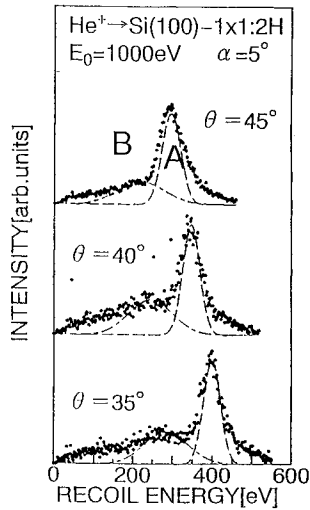 He⁺→Si(100)-1x1:2H
E₀=1000eV α=5°
θ=45°
B
A
θ=40°
θ=35°
INTENSITY[arb.units]
0 200 400 600
RECOIL ENERGY[eV]